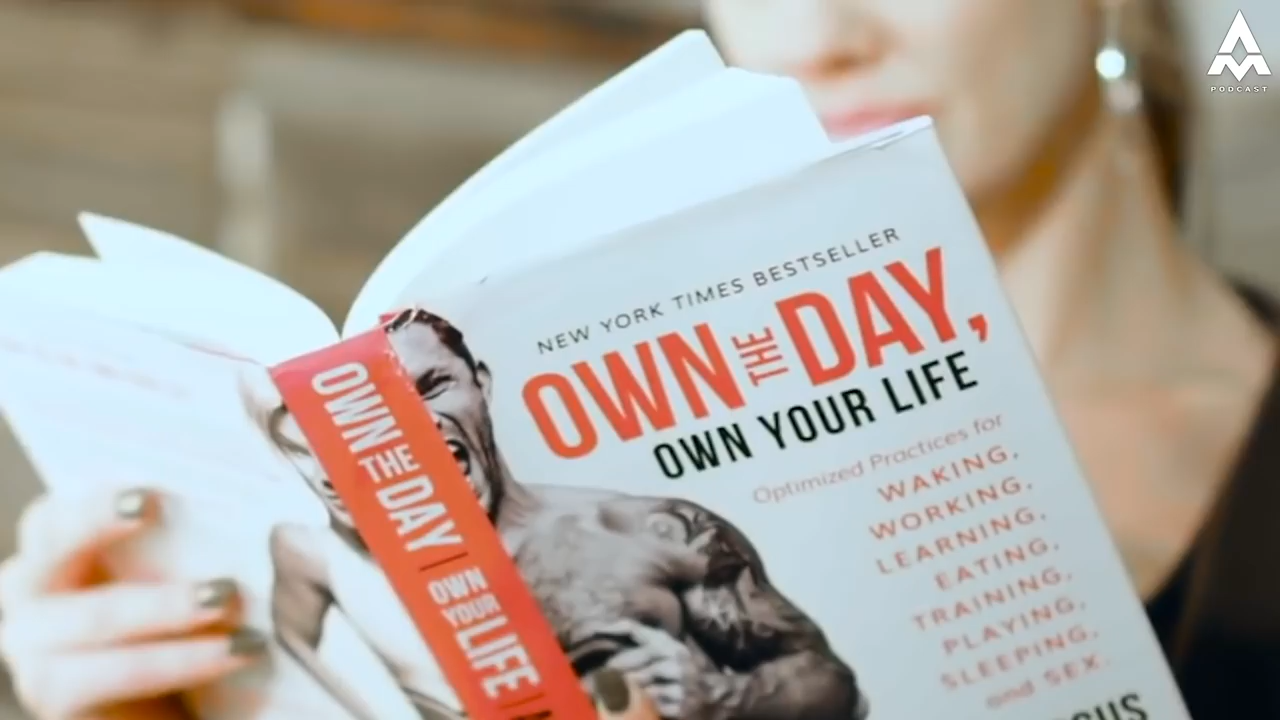 PODCAST
NEW YORK TIMES BESTSELLER
OWN THE DAY,
OWN YOUR LIFE
Optimized Practices for
WAKING,
WORKING,
LEARNING,
EATING,
TRAINING,
PLAYING,
SLEEPING,
and SEX.
OWN THE DAY | OWN YOUR LIFE |